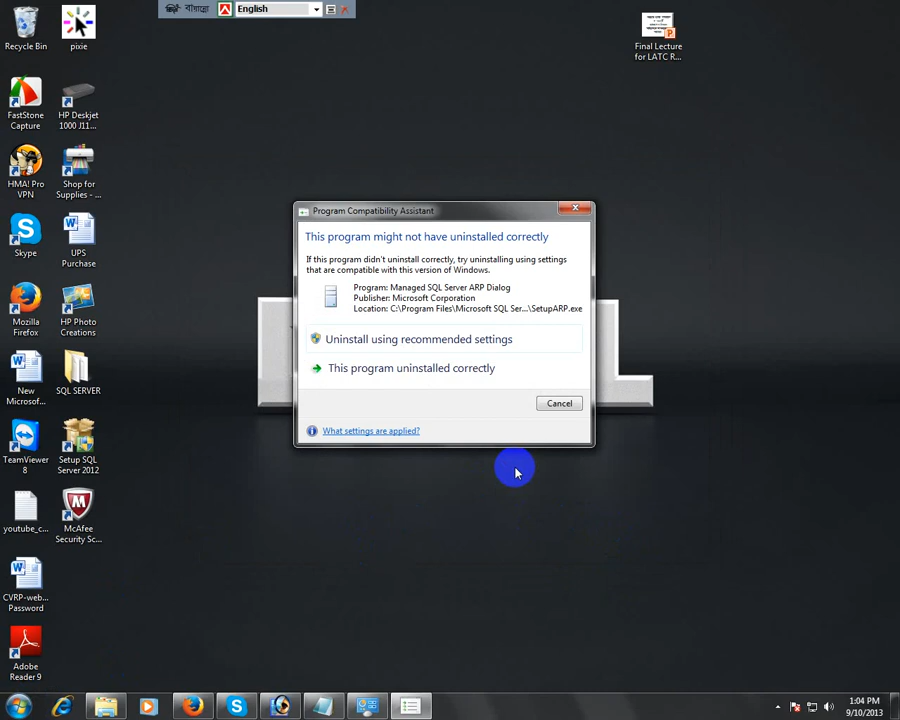 বাংলা English
Recycle Bin
pixie
Final Lecture
for LATC R...
FastStone
Capture
HP Deskjet
1000 J11...
HMA! Pro
VPN
Shop for
Supplies - ...
Skype
UPS
Purchase
Mozilla
Firefox
HP Photo
Creations
New
Microsof...
SQL SERVER
TeamViewer
8
Setup SQL
Server 2012
youtube_c...
McAfee
Security Sc...
CVRP-web...
Password
Adobe
Reader 9
Program Compatibility Assistant
This program might not have uninstalled correctly
If this program didn't uninstall correctly, try uninstalling using settings
that are compatible with this version of Windows.
Program: Managed SQL Server ARP Dialog
Publisher: Microsoft Corporation
Location: C:\Program Files\Microsoft SQL Ser...\SetupARP.exe
Uninstall using recommended settings
This program uninstalled correctly
Cancel
What settings are applied?
1:04 PM
9/10/2013